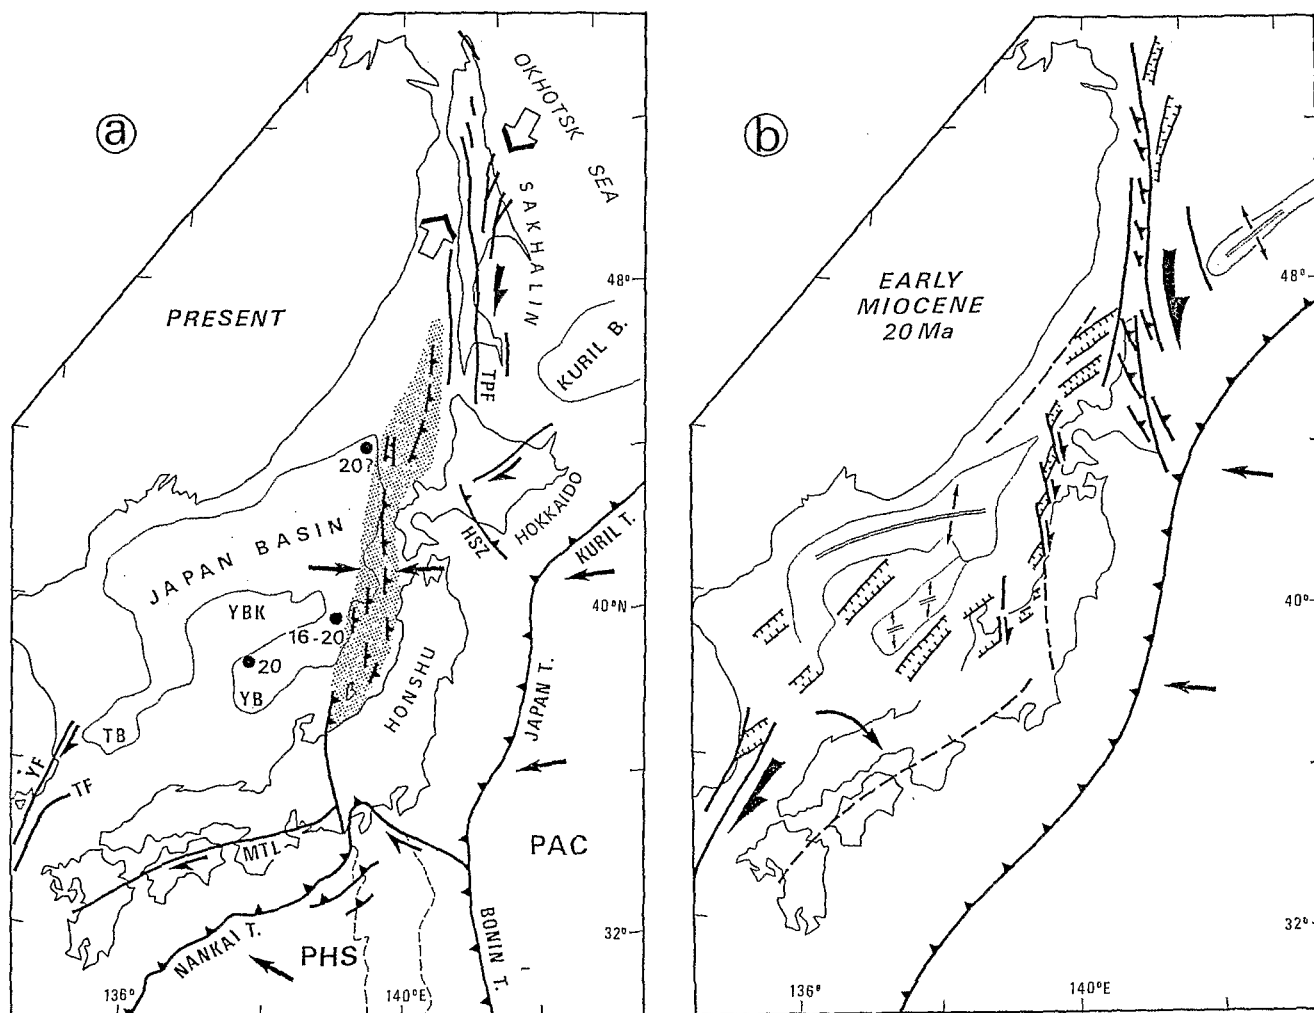 a
OKHOTSK
SEA
SAKHALIN
48°
PRESENT
KURIL B.
TPF
20?
JAPAN BASIN
HSZ
HOKKAIDO
KURIL T.
YBK
40°N
16-20
20
YB
HONSHU
JAPAN T.
TB
YF
TF
MTL
PAC
NANKAI T.
PHS
BONIN T.
32°
136°
140°E
b
EARLY
MIOCENE
20 Ma
48°
40°
32°
136°
140°E